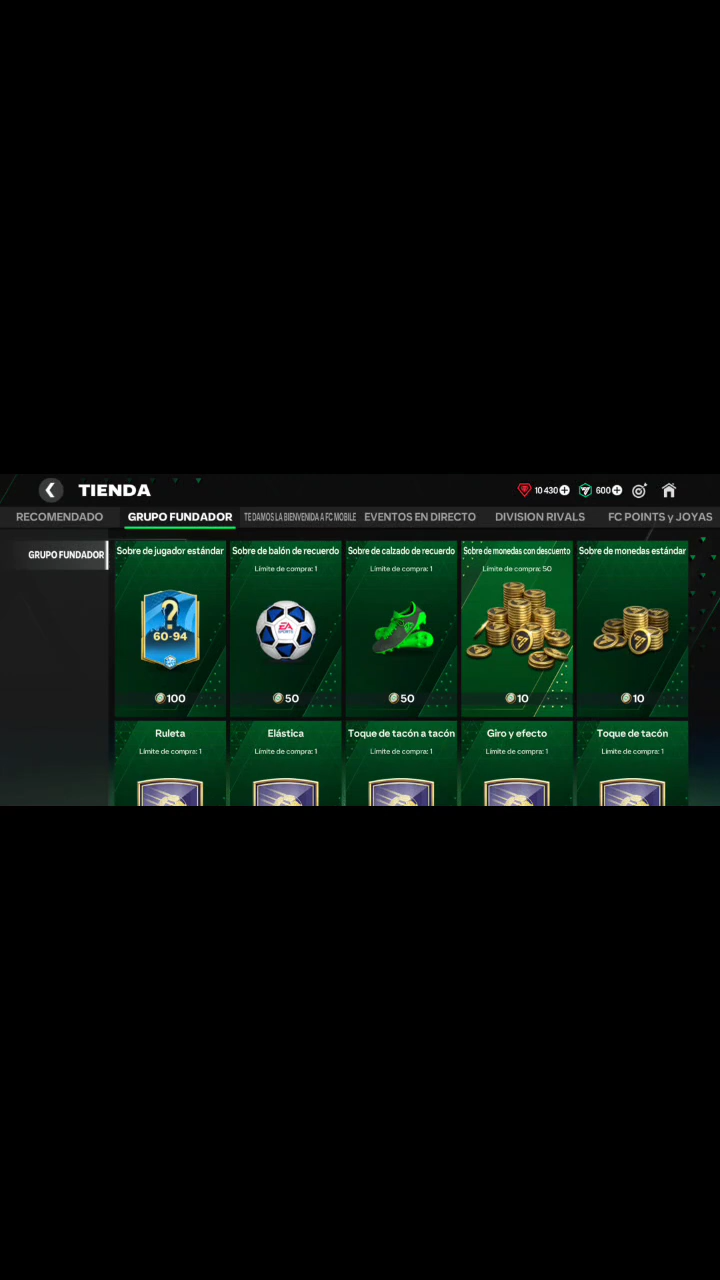 TIENDA
10 430
600
RECOMENDADO
GRUPO FUNDADOR
TE DAMOS LA BIENVENIDA A FC MOBILE
EVENTOS EN DIRECTO
DIVISION RIVALS
FC POINTS y JOYAS
GRUPO FUNDADOR
Sobre de jugador estándar
?
60-94
100
Sobre de balón de recuerdo
Límite de compra: 1
EA
SPORTS
50
Sobre de calzado de recuerdo
Límite de compra: 1
50
Sobre de monedas con descuento
Límite de compra: 50
10
Sobre de monedas estándar
10
Ruleta
Límite de compra: 1
Elástica
Límite de compra: 1
Toque de tacón a tacón
Límite de compra: 1
Giro y efecto
Límite de compra: 1
Toque de tacón
Límite de compra: 1